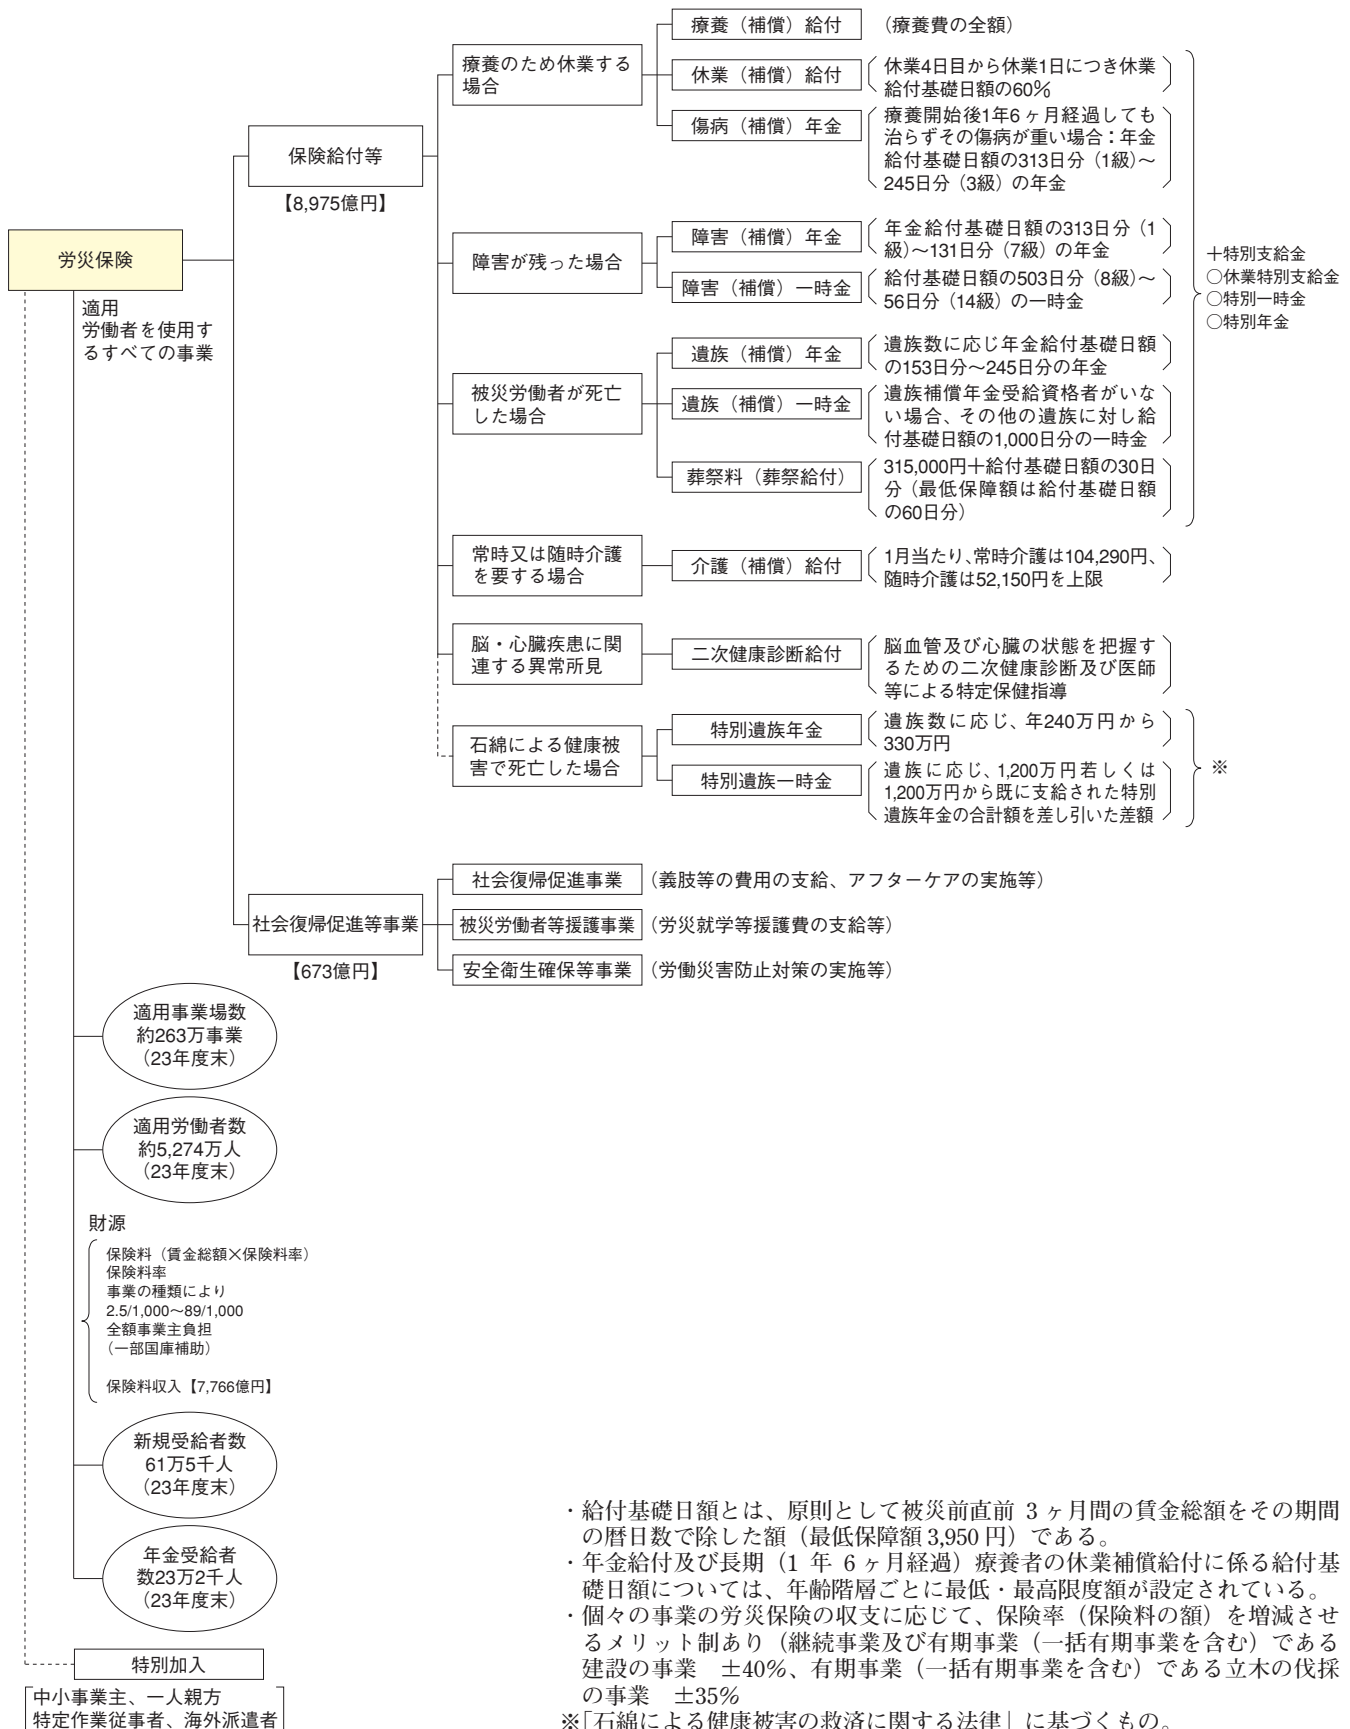 労災保険
適用
労働者を使用す
るすべての事業
保険給付等
【8,975億円】
療養のため休業する
場合
療養（補償）給付
（療養費の全額）
休業（補償）給付
休業4日目から休業1日につき休業
給付基礎日額の60％
傷病（補償）年金
療養開始後1年6ヶ月経過しても
治らずその傷病が重い場合：年金
給付基礎日額の313日分（1級）〜
245日分（3級）の年金
障害が残った場合
障害（補償）年金
年金給付基礎日額の313日分（1
級）〜131日分（7級）の年金
障害（補償）一時金
給付基礎日額の503日分（8級）〜
56日分（14級）の一時金
被災労働者が死亡
した場合
遺族（補償）年金
遺族数に応じ年金給付基礎日額
の153日分〜245日分の年金
遺族（補償）一時金
遺族補償年金受給資格者がいな
い場合、その他の遺族に対し給
付基礎日額の1,000日分の一時金
葬祭料（葬祭給付）
315,000円＋給付基礎日額の30日
分（最低保障額は給付基礎日額
の60日分）
＋特別支給金
○休業特別支給金
○特別一時金
○特別年金
常時又は随時介護
を要する場合
介護（補償）給付
1月当たり、常時介護は104,290円、
随時介護は52,150円を上限
脳・心臓疾患に関
連する異常所見
二次健康診断給付
脳血管及び心臓の状態を把握す
るための二次健康診断及び医師
等による特定保健指導
石綿による健康被
害で死亡した場合
特別遺族年金
遺族数に応じ、年240万円から
330万円
特別遺族一時金
遺族に応じ、1,200万円若しくは
1,200万円から既に支給された特別
遺族年金の合計額を差し引いた差額
※
社会復帰促進等事業
【673億円】
社会復帰促進事業
（義肢等の費用の支給、アフターケアの実施等）
被災労働者等援護事業
（労災就学等援護費の支給等）
安全衛生確保等事業
（労働災害防止対策の実施等）
適用事業場数
約263万事業
（23年度末）
適用労働者数
約5,274万人
（23年度末）
財源
保険料（賃金総額×保険料率）
保険料率
事業の種類により
2.5/1,000〜89/1,000
全額事業主負担
（一部国庫補助）
保険料収入【7,766億円】
新規受給者数
61万5千人
（23年度末）
年金受給者
数23万2千人
（23年度末）
特別加入
中小事業主、一人親方
特定作業従事者、海外派遣者
・給付基礎日額とは、原則として被災前直前 3 ヶ月間の賃金総額をその期間
の暦日数で除した額（最低保障額 3,950 円）である。
・年金給付及び長期（1 年 6 ヶ月経過）療養者の休業補償給付に係る給付基
礎日額については、年齢階層ごとに最低・最高限度額が設定されている。
・個々の事業の労災保険の収支に応じて、保険率（保険料の額）を増減させ
るメリット制あり（継続事業及び有期事業（一括有期事業を含む）である
建設の事業　±40%、有期事業（一括有期事業を含む）である立木の伐採
の事業　±35%
※「石綿による健康被害の救済に関する法律」に基づくもの。